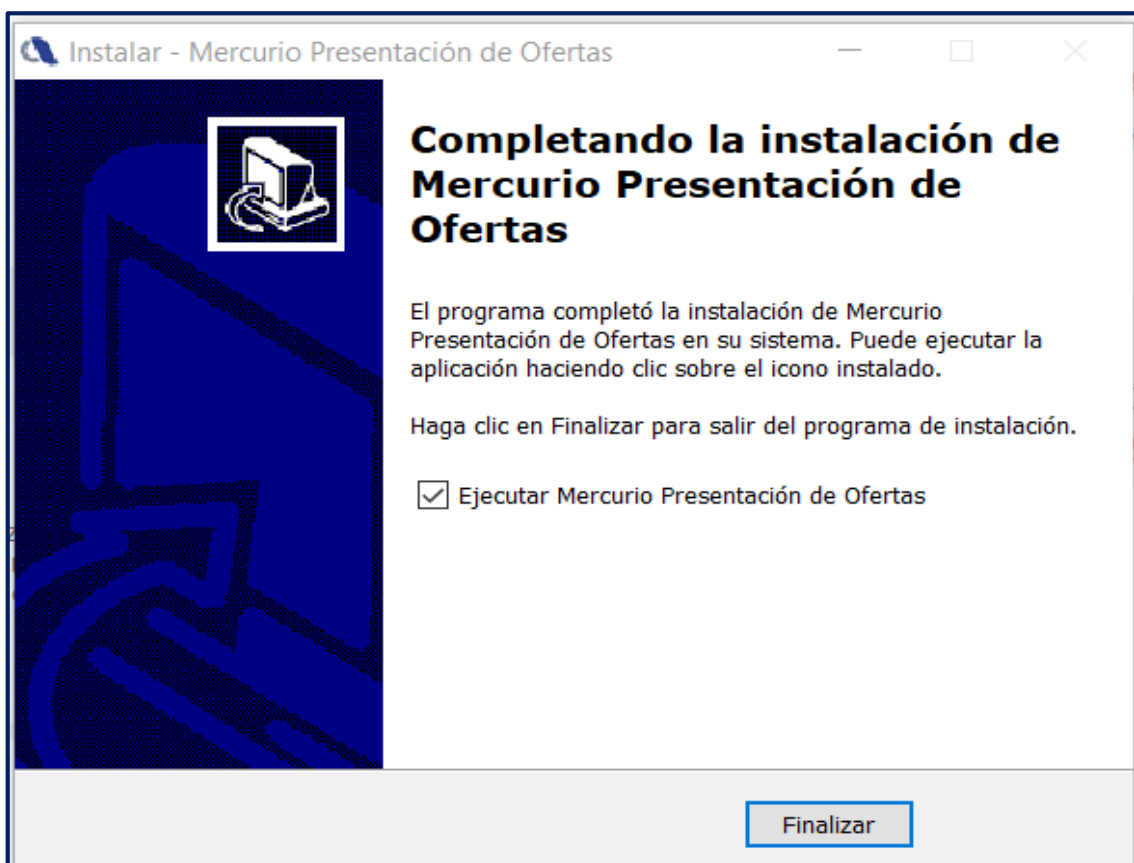 Instalar - Mercurio Presentación de Ofertas
Completando la instalación de
Mercurio Presentación de
Ofertas
El programa completó la instalación de Mercurio
Presentación de Ofertas en su sistema. Puede ejecutar la
aplicación haciendo clic sobre el icono instalado.
Haga clic en Finalizar para salir del programa de instalación.
Ejecutar Mercurio Presentación de Ofertas
Finalizar